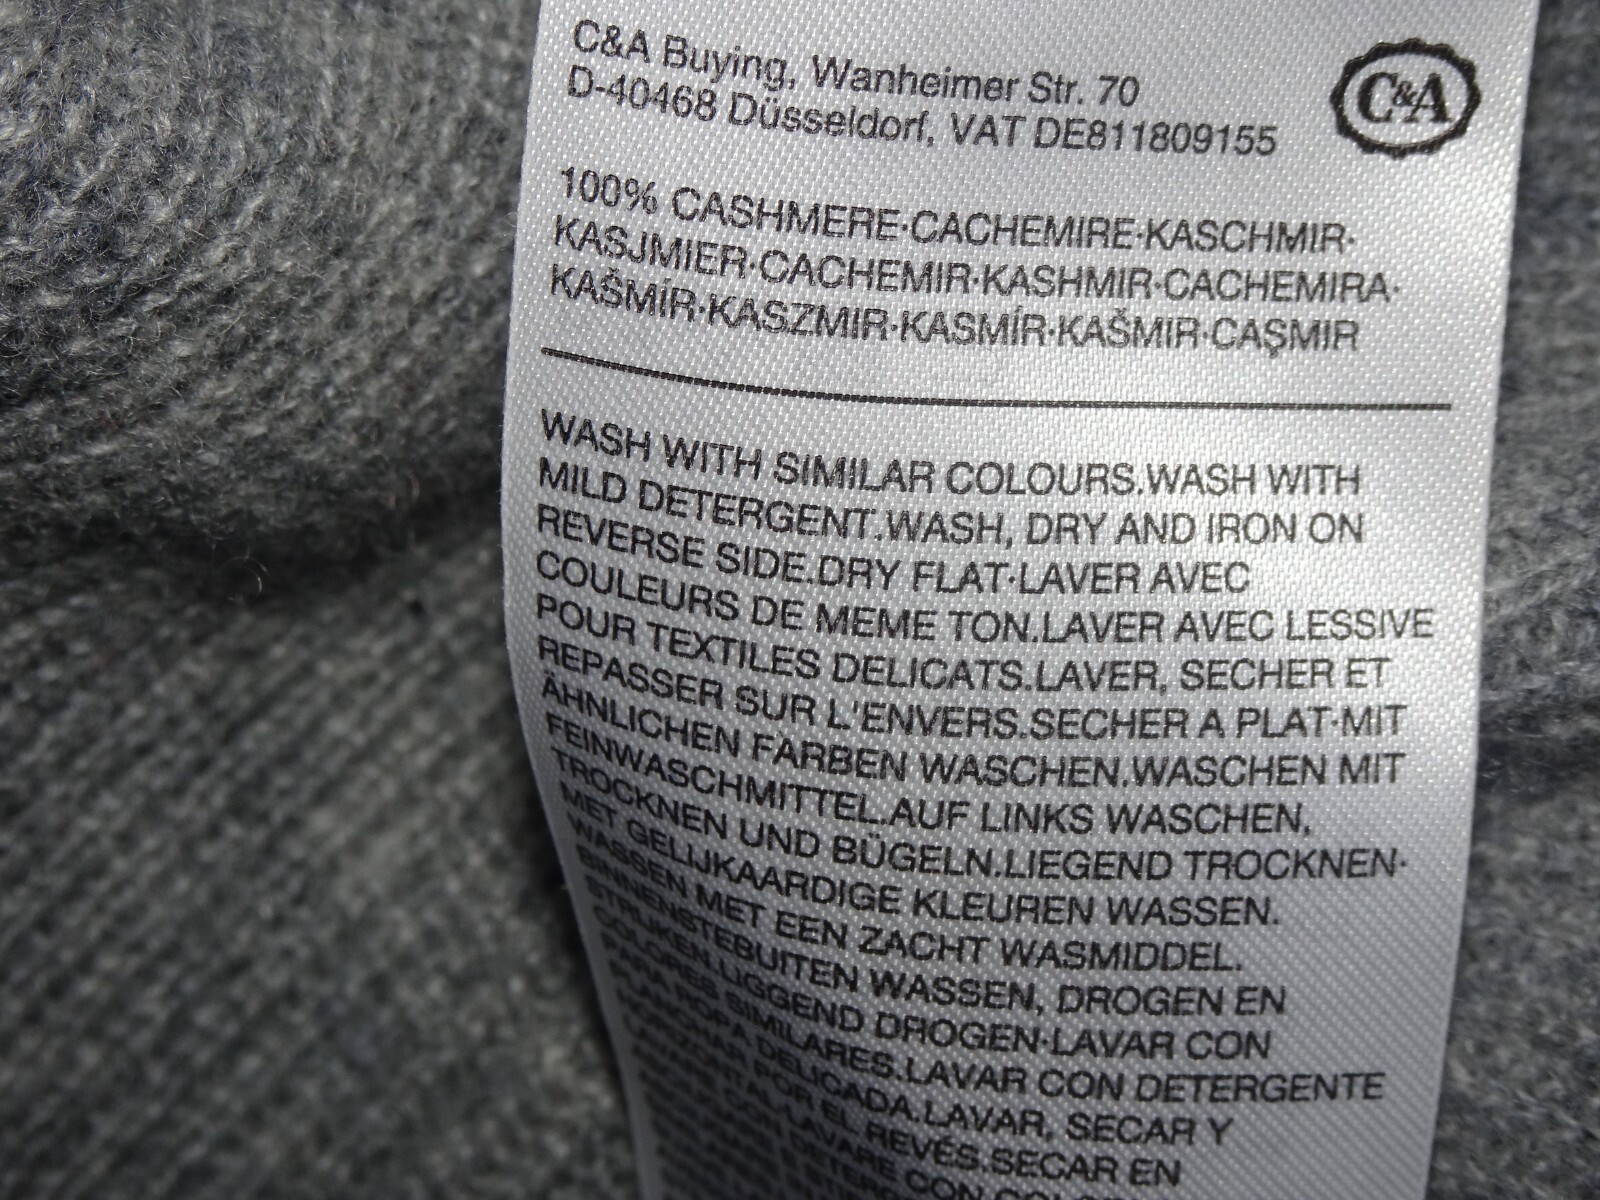 C&A Buying, Wanheimer Str. 70
D-40468 Düsseldorf, VAT DE811809155
C&A
100% CASHMERE·CACHEMIRE·KASCHMIR·
KASJMIER·CACHEMIR·KASHMIR·CACHEMIRA·
KAŠMÍR·KASZMIR·KASMÍR·KAŠMIR·CAŞMIR
WASH WITH SIMILAR COLOURS.WASH WITH
MILD DETERGENT.WASH, DRY AND IRON ON
REVERSE SIDE.DRY FLAT·LAVER AVEC
COULEURS DE MEME TON.LAVER AVEC LESSIVE
POUR TEXTILES DELICATS.LAVER, SECHER ET
REPASSER SUR L'ENVERS.SECHER A PLAT·MIT
ÄHNLICHEN FARBEN WASCHEN.WASCHEN MIT
FEINWASCHMITTEL.AUF LINKS WASCHEN,
TROCKNEN UND BÜGELN.LIEGEND TROCKNEN·
MET GELIJKAARDIGE KLEUREN WASSEN.
WASSEN MET EEN ZACHT WASMIDDEL.
BINNENSTEBUITEN WASSEN, DROGEN EN
STRIJKEN.LIGGEND DROGEN·LAVAR CON
COLORES SIMILARES.LAVAR CON DETERGENTE
PARA ROPA DELICADA.LAVAR, SECAR Y
PLANCHAR POR EL REVÉS.SECAR EN
HORIZONTAL·LAVARE CON